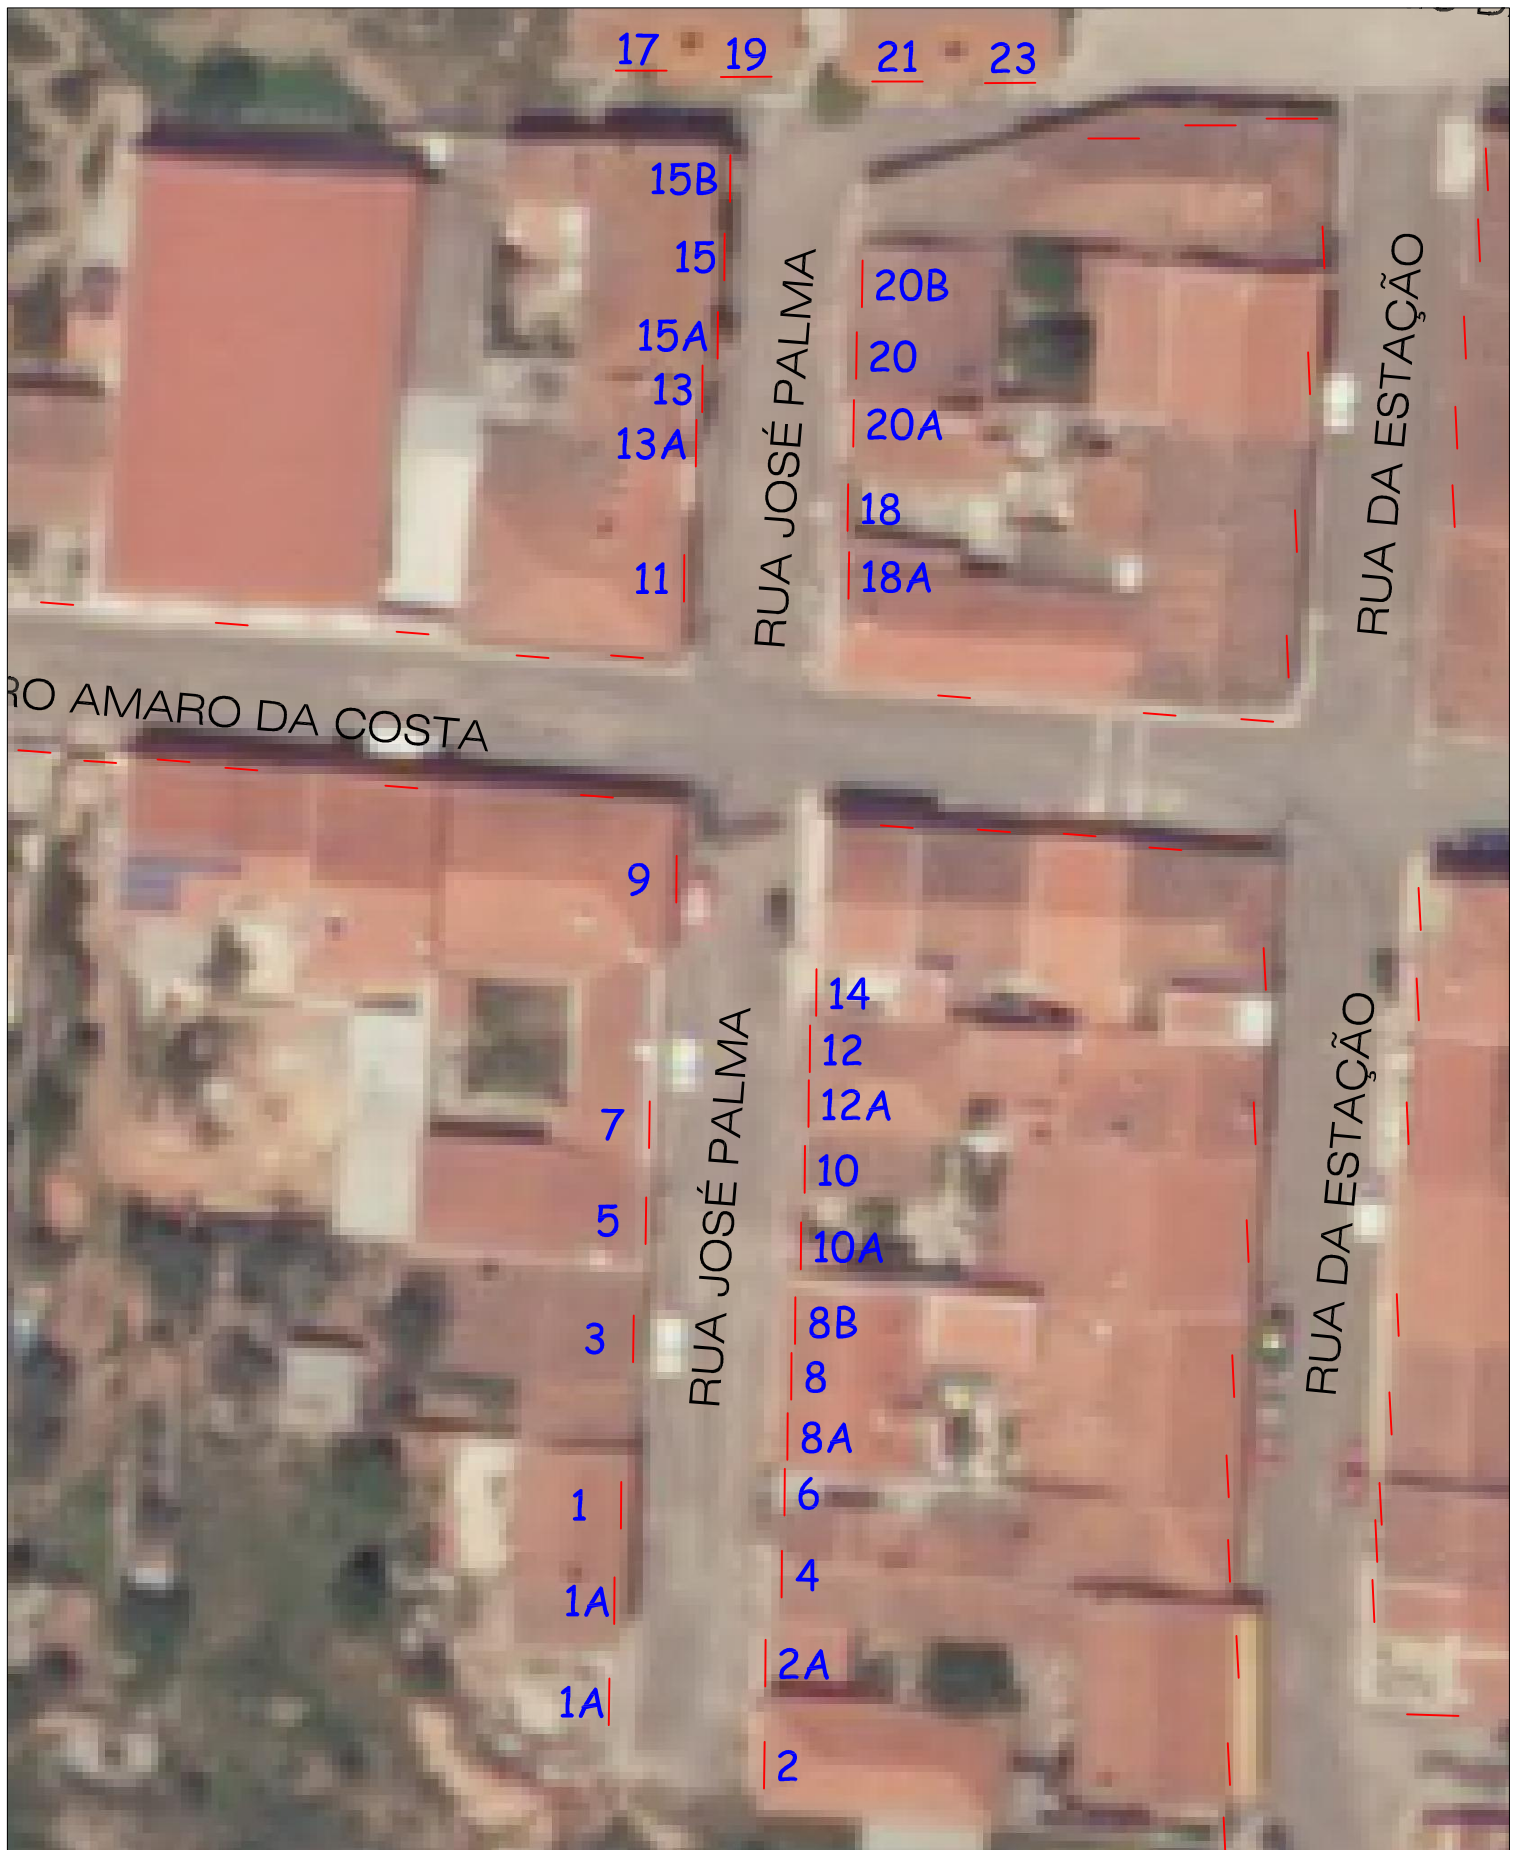 17 19 21 23
15B
15
20B
15A
20
13
20A
13A
18
11
18A
RUA JOSÉ PALMA
RUA DA ESTAÇÃO
RO AMARO DA COSTA
9
14
12
12A
7
10
5
10A
8B
3
8
8A
6
1
4
1A
2A
1A
2
RUA JOSÉ PALMA
RUA DA ESTAÇÃO